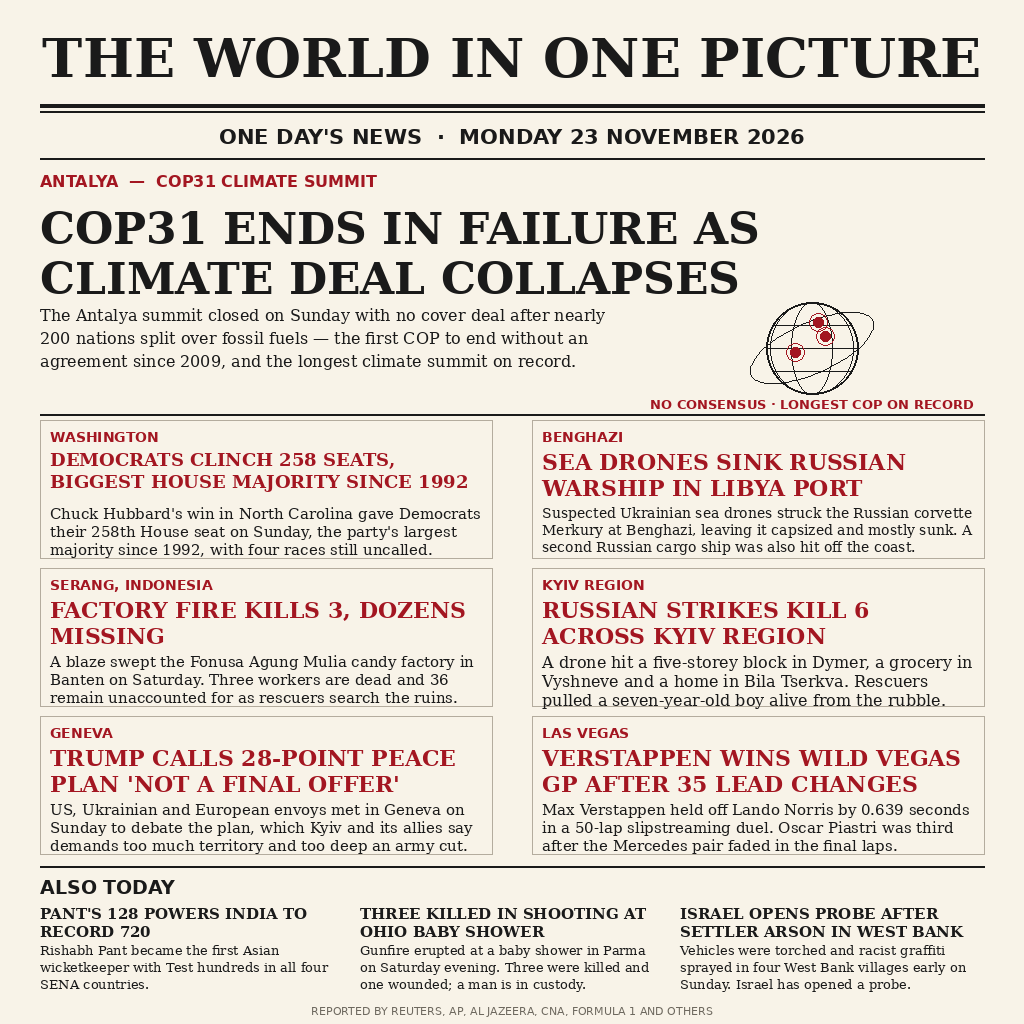 THE WORLD IN ONE PICTURE
ONE DAY'S NEWS · MONDAY 23 NOVEMBER 2026
ANTALYA — COP31 CLIMATE SUMMIT
COP31 ENDS IN FAILURE AS
CLIMATE DEAL COLLAPSES
The Antalya summit closed on Sunday with no cover deal after nearly
200 nations split over fossil fuels — the first COP to end without an
agreement since 2009, and the longest climate summit on record.
NO CONSENSUS · LONGEST COP ON RECORD
WASHINGTON
DEMOCRATS CLINCH 258 SEATS,
BIGGEST HOUSE MAJORITY SINCE 1992
Chuck Hubbard's win in North Carolina gave Democrats
their 258th House seat on Sunday, the party's largest
majority since 1992, with four races still uncalled.
BENGHAZI
SEA DRONES SINK RUSSIAN
WARSHIP IN LIBYA PORT
Suspected Ukrainian sea drones struck the Russian corvette
Merkury at Benghazi, leaving it capsized and mostly sunk. A
second Russian cargo ship was also hit off the coast.
SERANG, INDONESIA
FACTORY FIRE KILLS 3, DOZENS
MISSING
A blaze swept the Fonusa Agung Mulia candy factory in
Banten on Saturday. Three workers are dead and 36
remain unaccounted for as rescuers search the ruins.
KYIV REGION
RUSSIAN STRIKES KILL 6
ACROSS KYIV REGION
A drone hit a five-storey block in Dymer, a grocery in
Vyshneve and a home in Bila Tserkva. Rescuers
pulled a seven-year-old boy alive from the rubble.
GENEVA
TRUMP CALLS 28-POINT PEACE
PLAN 'NOT A FINAL OFFER'
US, Ukrainian and European envoys met in Geneva on
Sunday to debate the plan, which Kyiv and its allies say
demands too much territory and too deep an army cut.
LAS VEGAS
VERSTAPPEN WINS WILD VEGAS
GP AFTER 35 LEAD CHANGES
Max Verstappen held off Lando Norris by 0.639 seconds
in a 50-lap slipstreaming duel. Oscar Piastri was third
after the Mercedes pair faded in the final laps.
ALSO TODAY
PANT'S 128 POWERS INDIA TO
RECORD 720
Rishabh Pant became the first Asian
wicketkeeper with Test hundreds in all four
SENA countries.
THREE KILLED IN SHOOTING AT
OHIO BABY SHOWER
Gunfire erupted at a baby shower in Parma
on Saturday evening. Three were killed and
one wounded; a man is in custody.
ISRAEL OPENS PROBE AFTER
SETTLER ARSON IN WEST BANK
Vehicles were torched and racist graffiti
sprayed in four West Bank villages early on
Sunday. Israel has opened a probe.
REPORTED BY REUTERS, AP, AL JAZEERA, CNA, FORMULA 1 AND OTHERS